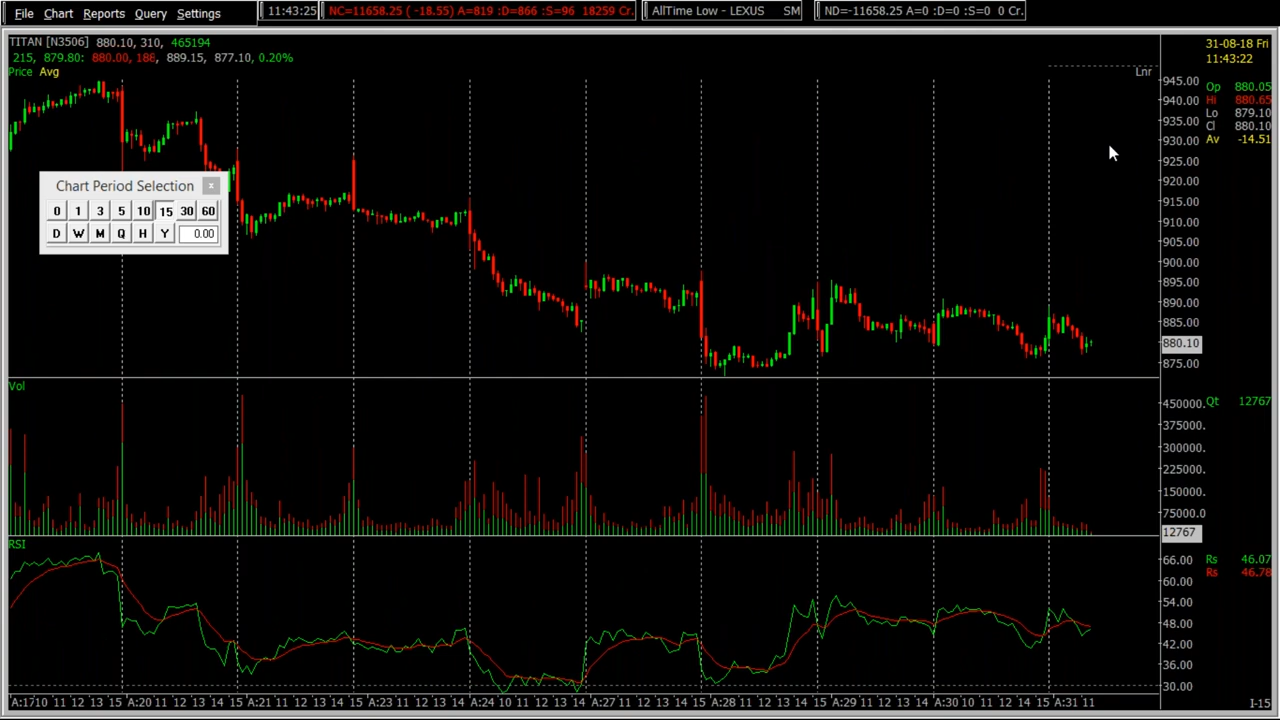 File Chart Reports Query Settings
11:43:25
NC=11658.25 ( -18.55) A=819 :D=866 :S=96 18259 Cr.
AllTime Low - LEXUS SM
ND=-11658.25 A=0 :D=0 :S=0 0 Cr.
TITAN [N3506] 880.10, 310, 465194
215, 879.80: 880.00, 18E, 889.15, 877.10, 0.20%
Price Avg
Lnr
31-08-18 Fri
11:43:22
Op 880.05
Hi 880.65
Lo 879.10
Cl 880.10
Av -14.51
945.00
940.00
935.00
930.00
925.00
920.00
915.00
910.00
905.00
900.00
895.00
890.00
885.00
880.10
875.00
Chart Period Selection x
0 1 3 5 10 15 30 60
D W M Q H Y 0.00
Vol
450000.
375000.
300000.
225000.
150000.
75000.0
12767
Qt 12767
RSI
66.00
60.00
54.00
48.00
42.00
36.00
30.00
Rs 46.07
Rs 46.78
A:1710 11 12 13 14 15 A:20 11 12 13 14 15 A:21 11 12 13 14 15 A:23 11 12 13 14 15 A:24 11 12 13 14 15 A:27 11 12 13 14 15 A:28 11 12 13 14 15 A:29 11 12 13 14 15 A:30 11 12 13 14 15 A:31 11
I-15